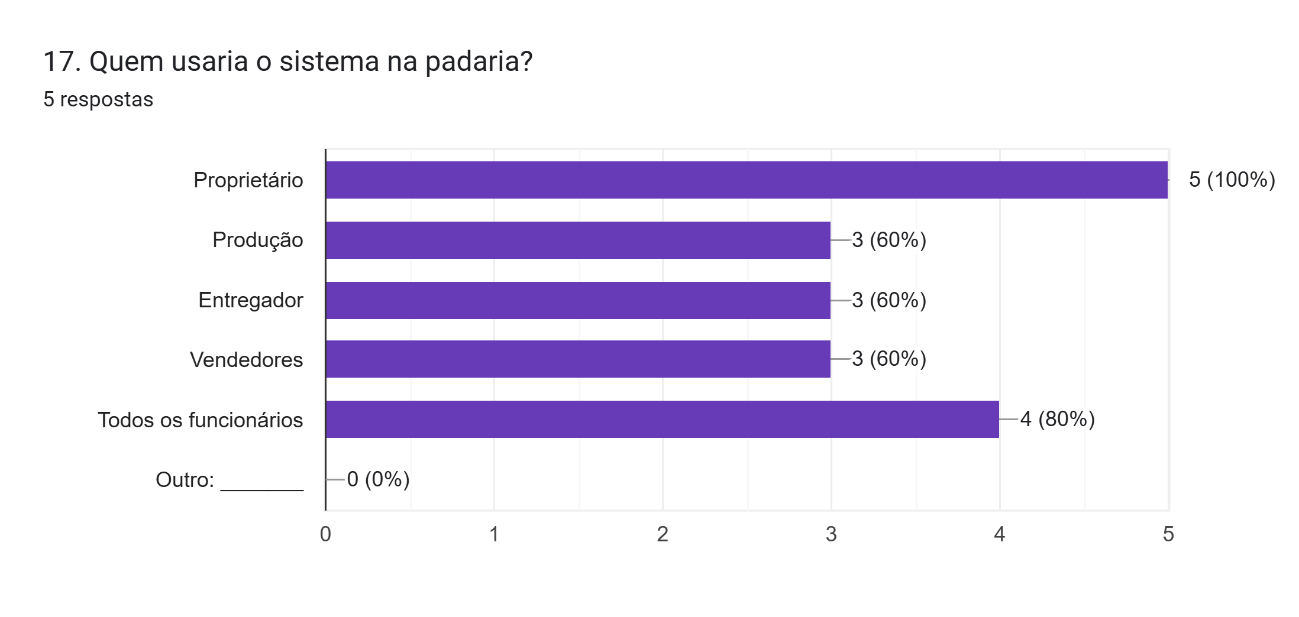 17. Quem usaria o sistema na padaria?
5 respostas
Proprietário 5 (100%)
Produção 3 (60%)
Entregador 3 (60%)
Vendedores 3 (60%)
Todos os funcionários 4 (80%)
Outro: ________ 0 (0%)
0 1 2 3 4 5